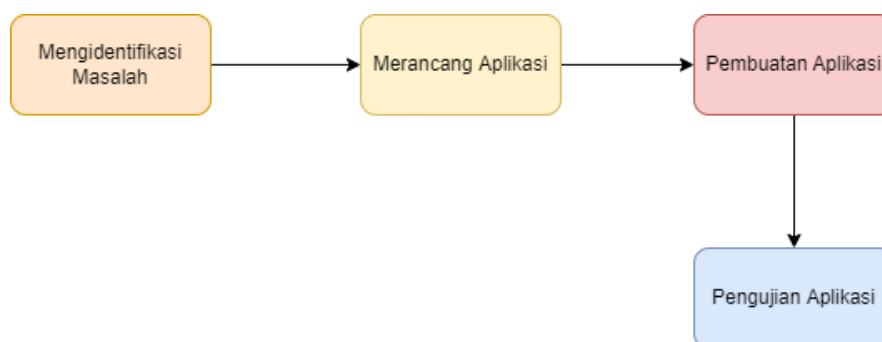 Mengidentifikasi
Masalah
Merancang Aplikasi
Pembuatan Aplikasi
Pengujian Aplikasi